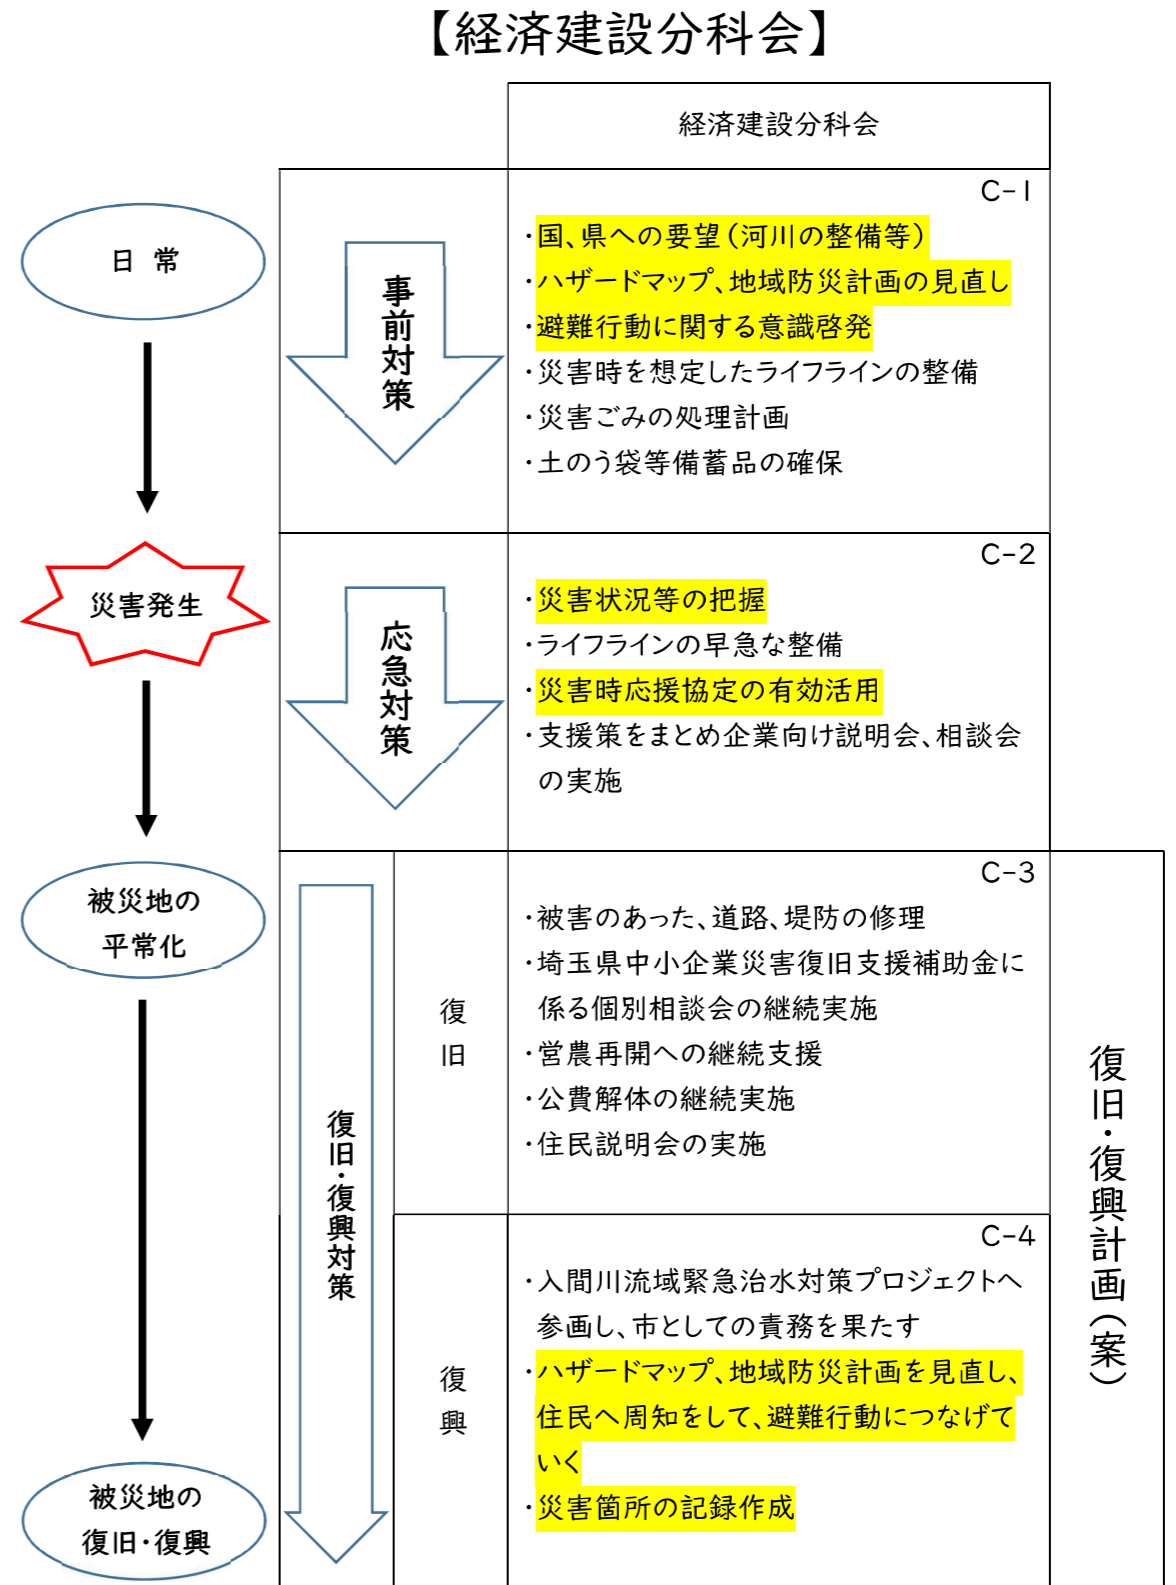 【経済建設分科会】
経済建設分科会
日 常
事前対策
C-1
・国、県への要望（河川の整備等）
・ハザードマップ、地域防災計画の見直し
・避難行動に関する意識啓発
・災害時を想定したライフラインの整備
・災害ごみの処理計画
・土のう袋等備蓄品の確保
災害発生
応急対策
C-2
・災害状況等の把握
・ライフラインの早急な整備
・災害時応援協定の有効活用
・支援策をまとめ企業向け説明会、相談会
の実施
被災地の
平常化
復旧・復興対策
復旧
C-3
・被害のあった、道路、堤防の修理
・埼玉県中小企業災害復旧支援補助金に
係る個別相談会の継続実施
・営農再開への継続支援
・公費解体の継続実施
・住民説明会の実施
復旧・復興計画（案）
復興
C-4
・入間川流域緊急治水対策プロジェクトへ
参画し、市としての責務を果たす
・ハザードマップ、地域防災計画を見直し、
住民へ周知をして、避難行動につなげて
いく
・災害箇所の記録作成
被災地の
復旧・復興